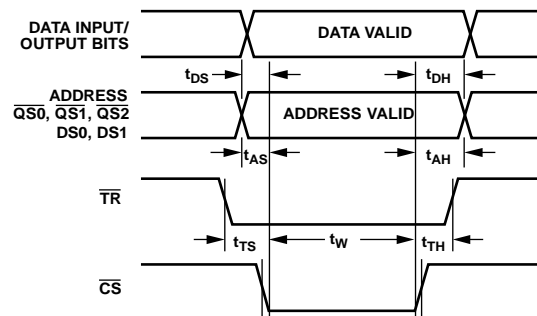 DATA INPUT/
OUTPUT BITS
DATA VALID
tDS
tDH
ADDRESS
QS0, QS1, QS2
DS0, DS1
ADDRESS VALID
tAS
tAH
TR
tTS
tW
tTH
CS